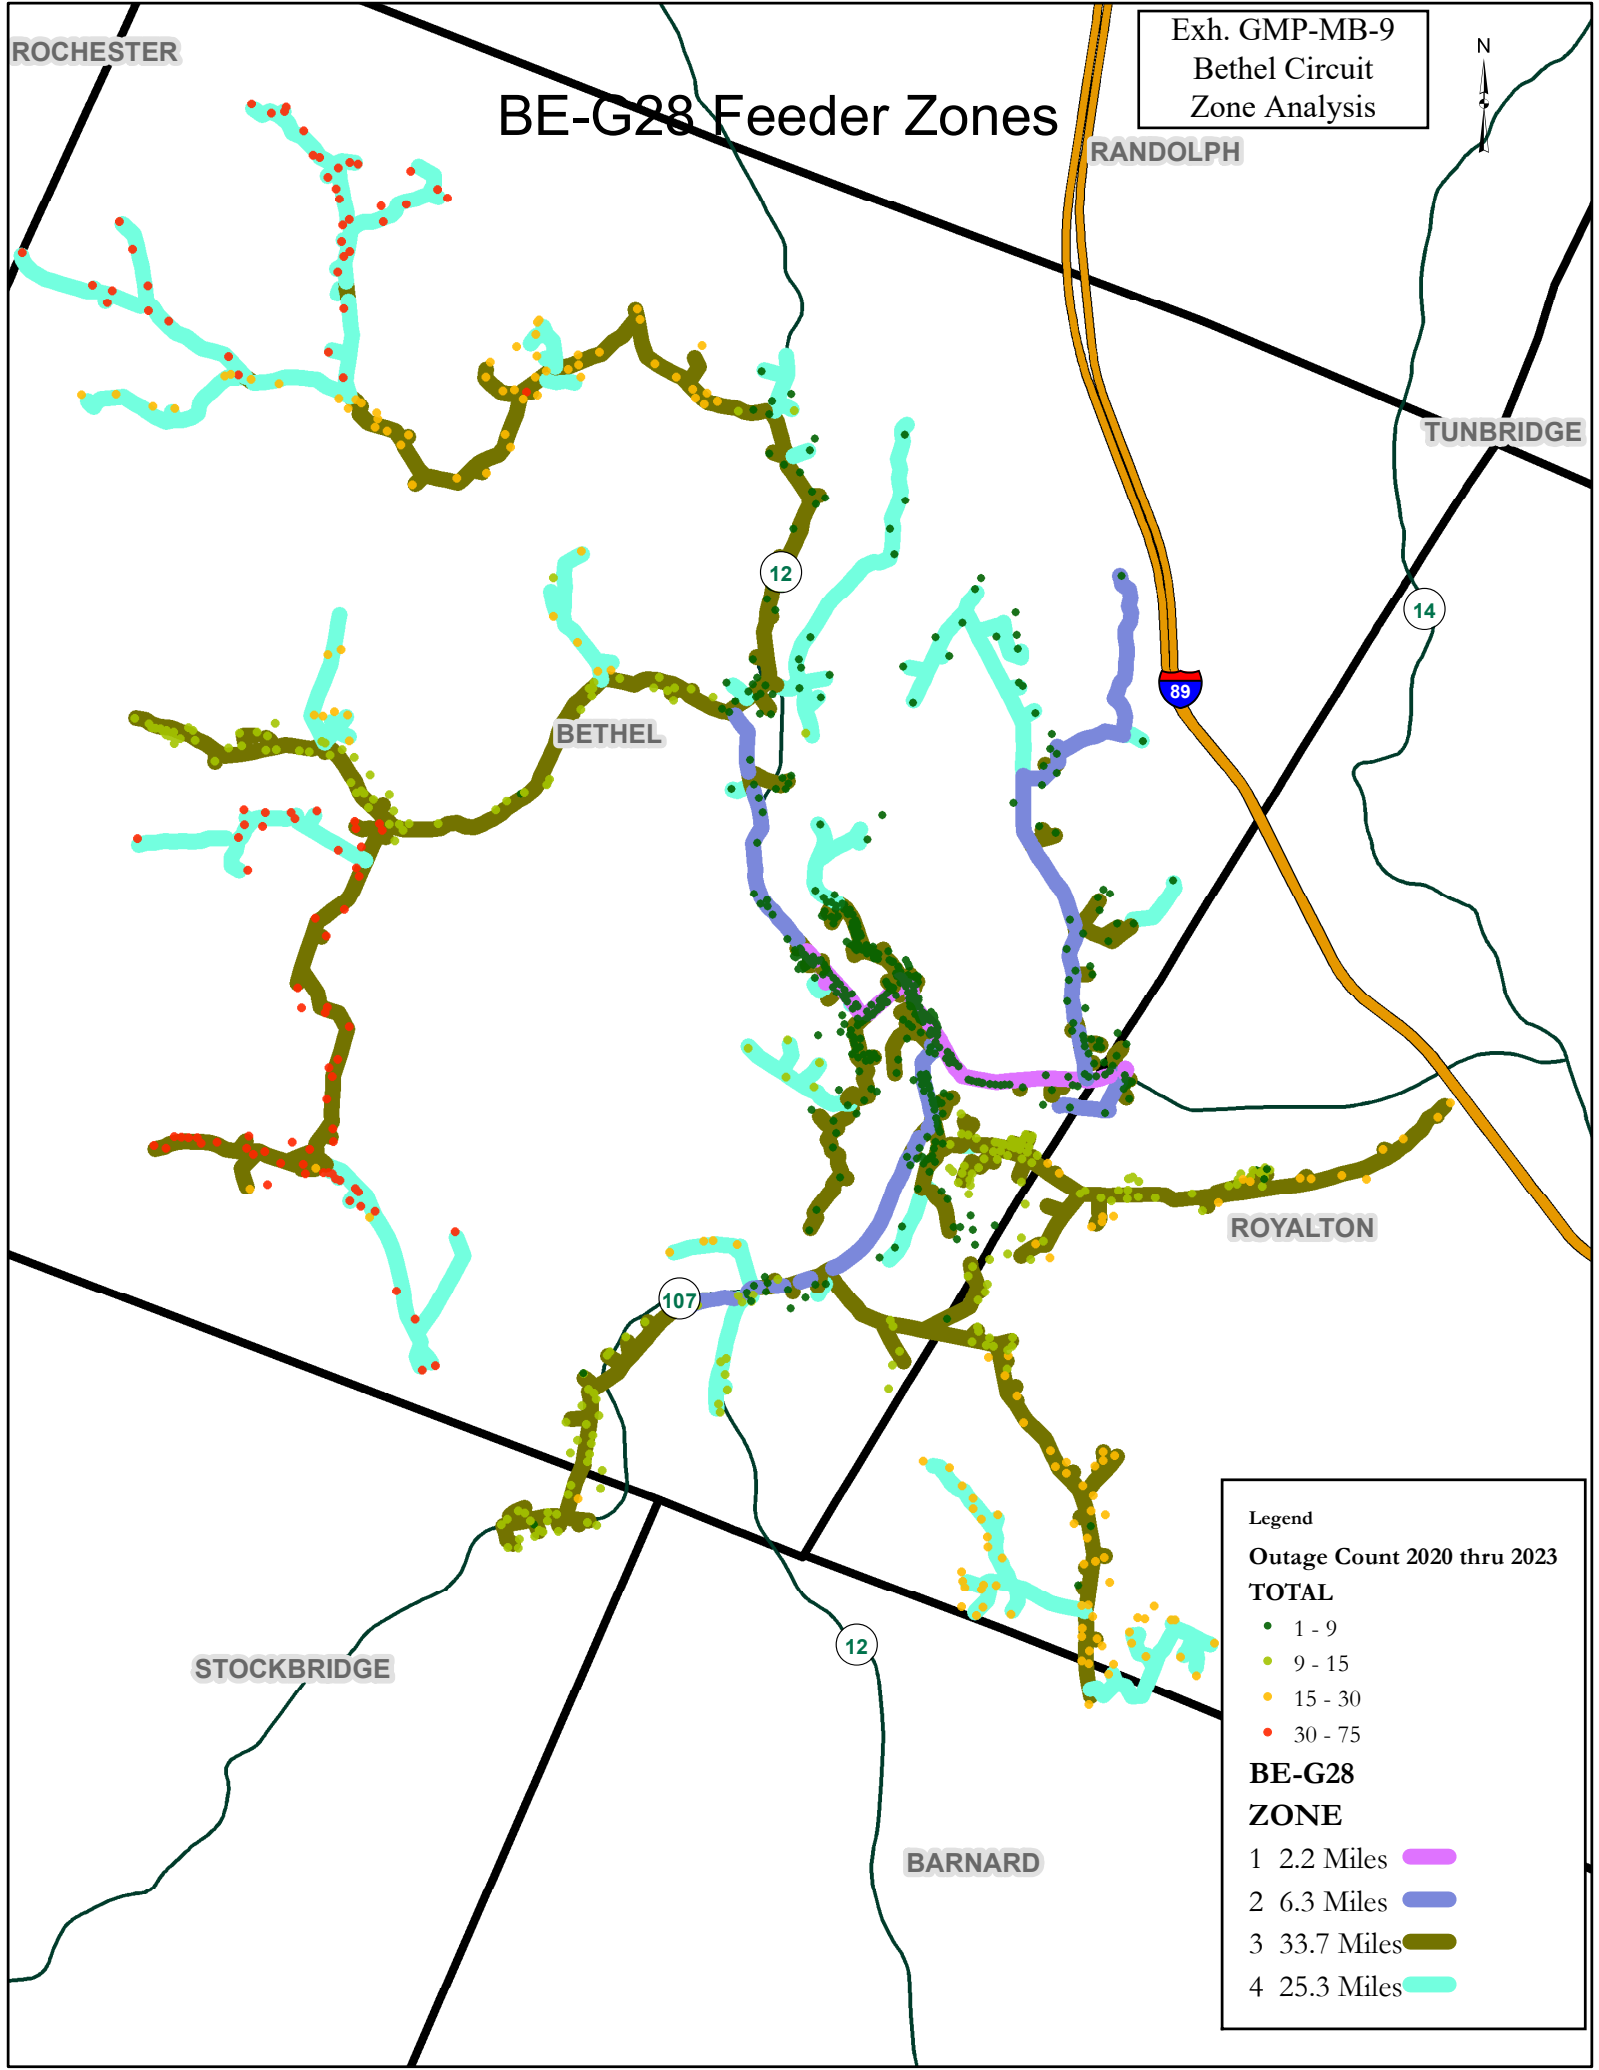 Exh. GMP-MB-9
Bethel Circuit
Zone Analysis
N
ROCHESTER
BE-G28 Feeder Zones
RANDOLPH
TUNBRIDGE
12
14
89
BETHEL
ROYALTON
107
12
STOCKBRIDGE
BARNARD
Legend
Outage Count 2020 thru 2023
TOTAL
1 - 9
9 - 15
15 - 30
30 - 75
BE-G28
ZONE
1 2.2 Miles
2 6.3 Miles
3 33.7 Miles
4 25.3 Miles